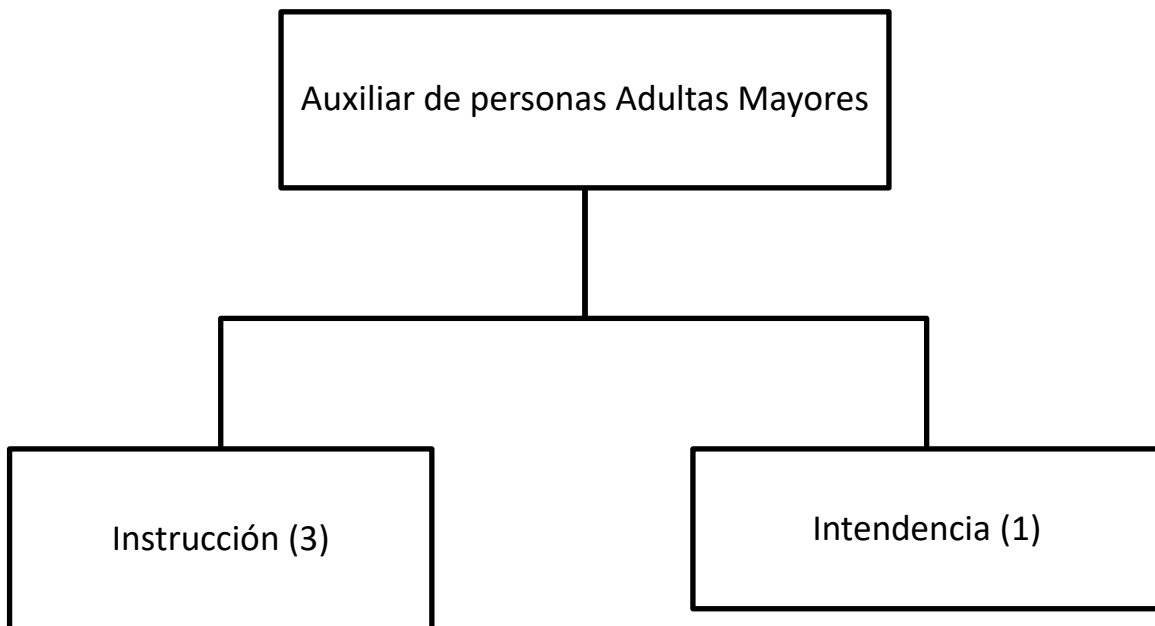 Auxiliar de personas Adultas Mayores
Instrucción (3)
Intendencia (1)